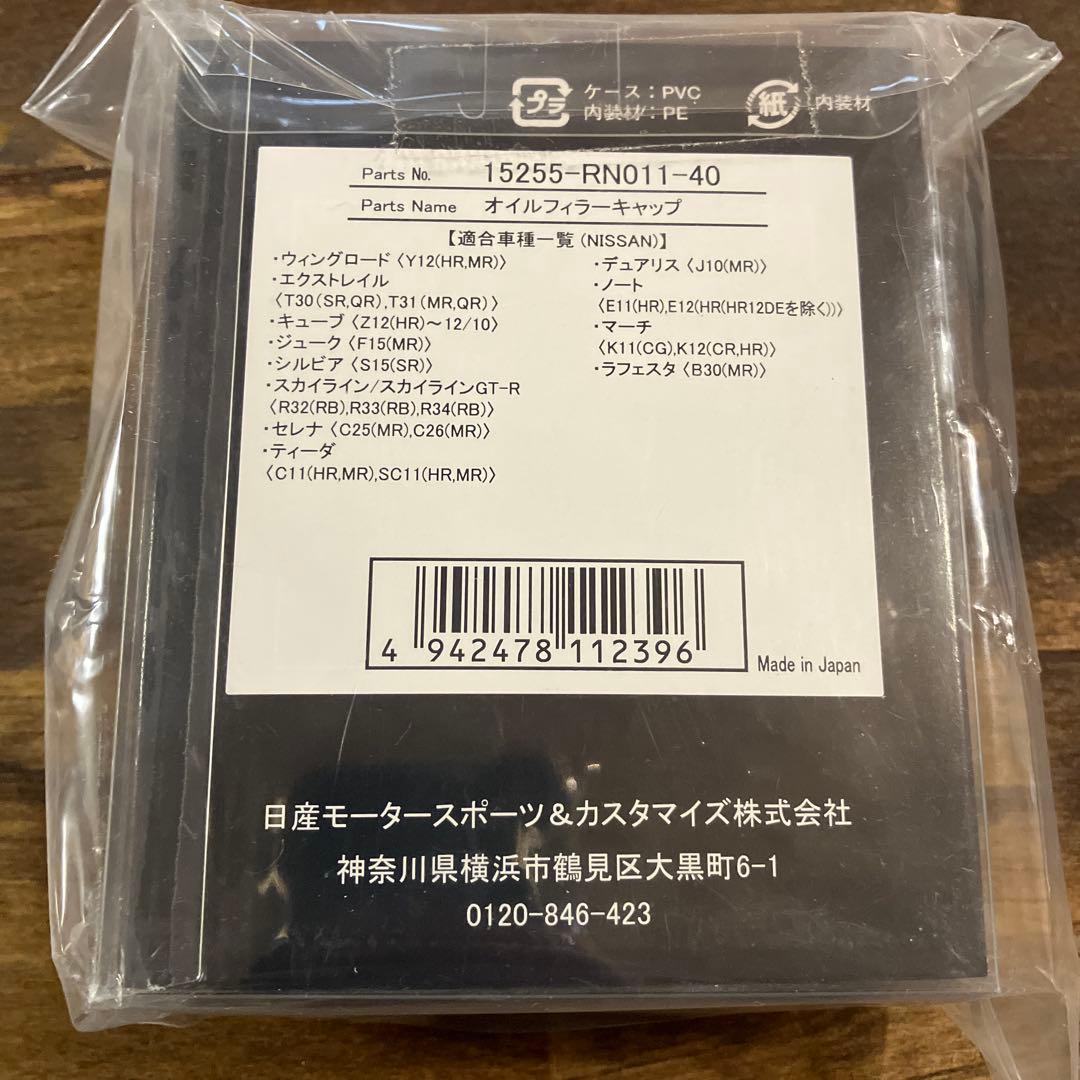 プラ ケース：PVC
内装材：PE
紙 内装材
Parts No. 15255-RN011-40
Parts Name オイルフィラーキャップ
【適合車種一覧 (NISSAN)】
・ウィングロード〈Y12(HR,MR)〉
・エクストレイル
〈T30(SR,QR),T31(MR,QR)〉
・キューブ〈Z12(HR)～12/10〉
・ジューク〈F15(MR)〉
・シルビア〈S15(SR)〉
・スカイライン/スカイラインGT-R
〈R32(RB),R33(RB),R34(RB)〉
・セレナ〈C25(MR),C26(MR)〉
・ティーダ
〈C11(HR,MR),SC11(HR,MR)〉
・デュアリス〈J10(MR)〉
・ノート
〈E11(HR),E12(HR(HR12DEを除く))〉
・マーチ
〈K11(CG),K12(CR,HR)〉
・ラフェスタ〈B30(MR)〉
4 942478 112396
Made in Japan
日産モータースポーツ＆カスタマイズ株式会社
神奈川県横浜市鶴見区大黒町6-1
0120-846-423